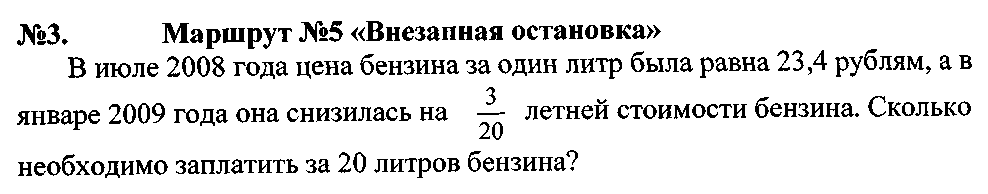 №3. Маршрут №5 «Внезапная остановка»
В июле 2008 года цена бензина за один литр была равна 23,4 рублям, а в
январе 2009 года она снизилась на 3/20 летней стоимости бензина. Сколько
необходимо заплатить за 20 литров бензина?